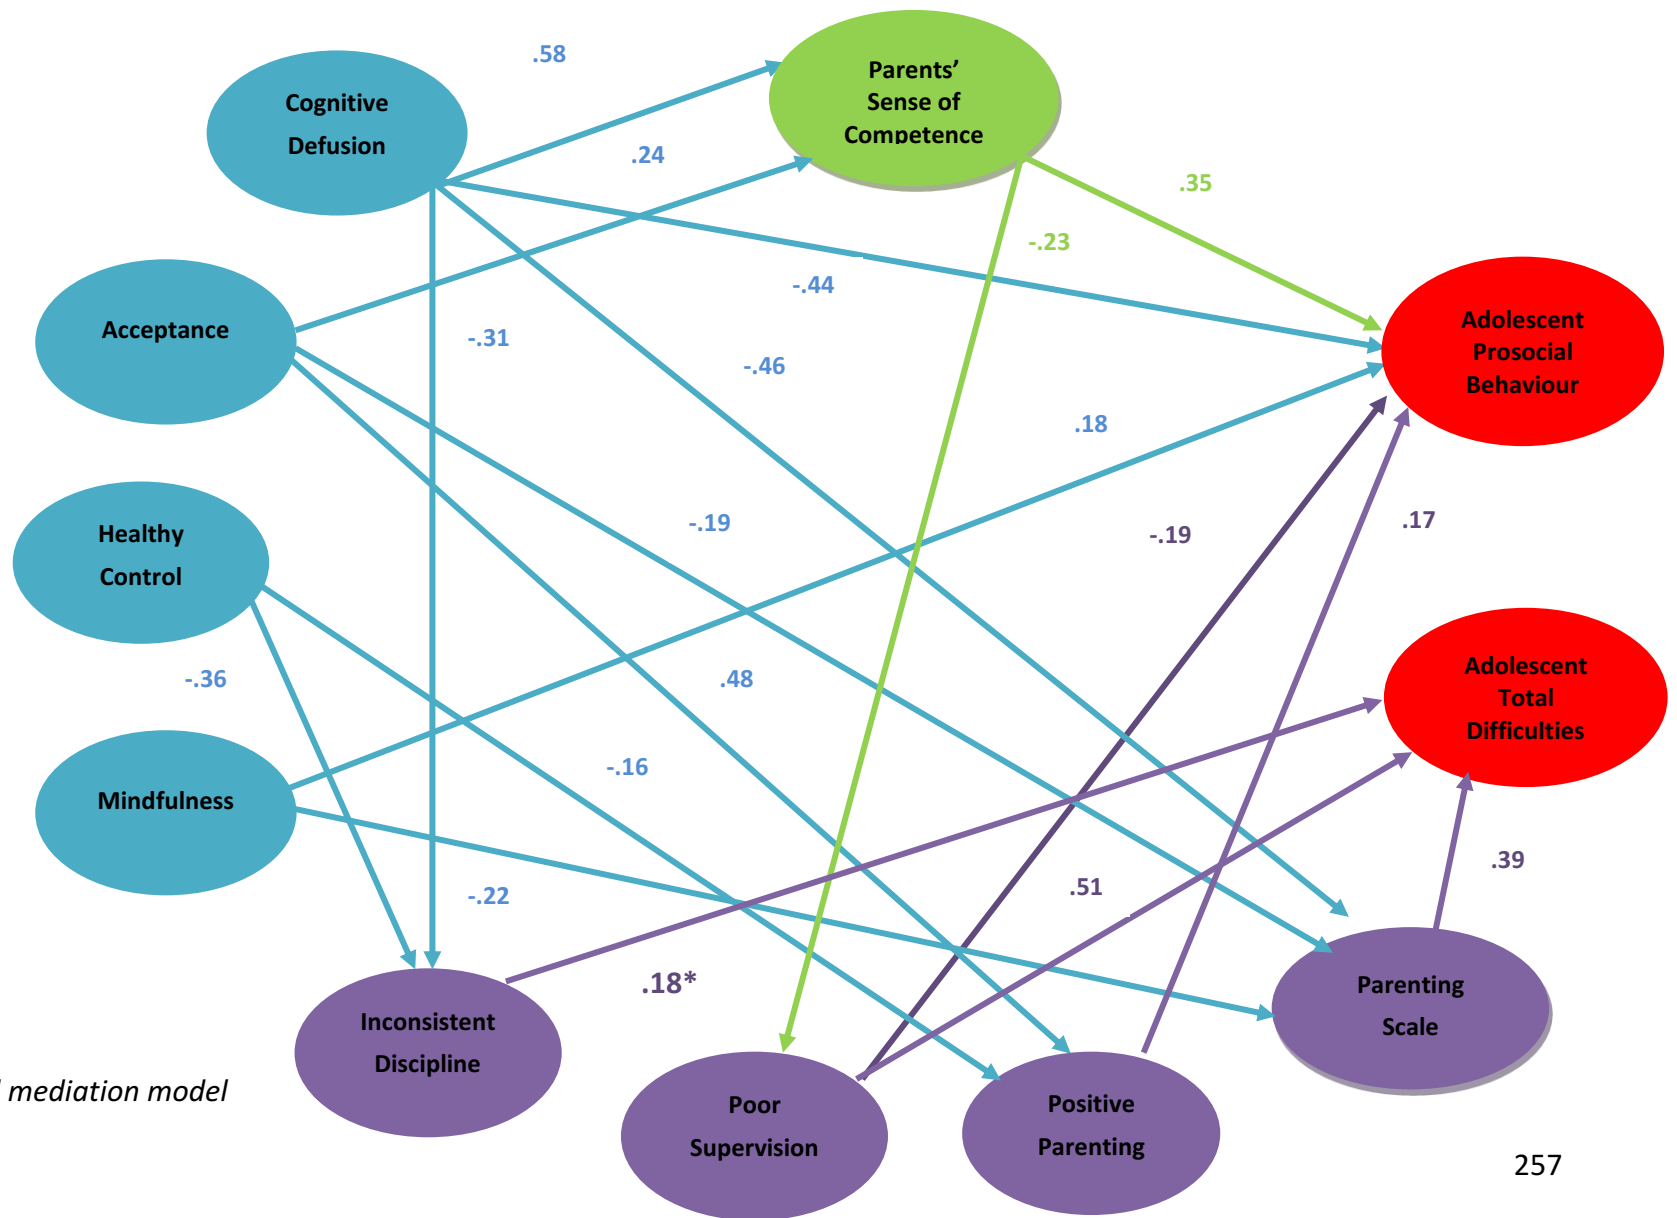 .58
Parents’
Sense of
Competence
Cognitive
Defusion
.24
.35
-.23
-.44
Acceptance
-.31
-.46
Adolescent
Prosocial
Behaviour
.18
Healthy
Control
-.19
-.19
.17
-.36
.48
Adolescent
Total
Difficulties
Mindfulness
-.16
-.22
.51
.39
.18*
Parenting
Scale
Inconsistent
Discipline
mediation model
Poor
Supervision
Positive
Parenting
257